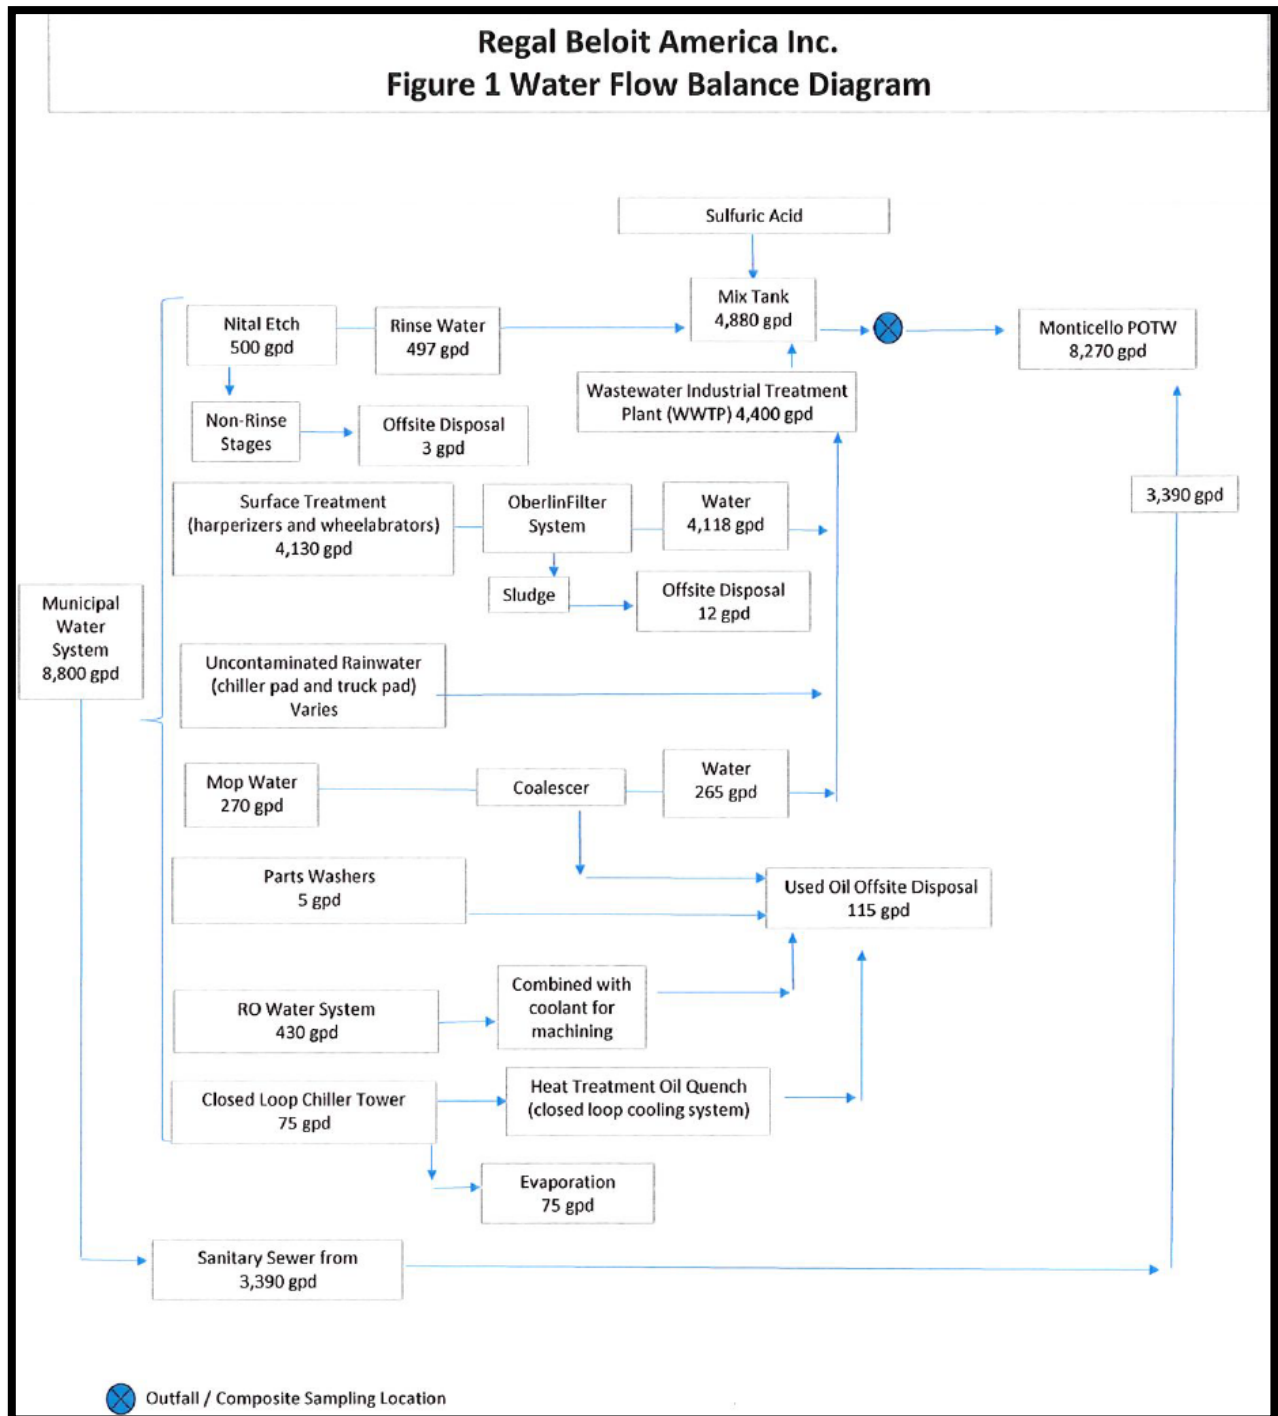 Regal Beloit America Inc.
Figure 1 Water Flow Balance Diagram
Sulfuric Acid
Mix Tank
4,880 gpd
Nital Etch
500 gpd
Rinse Water
497 gpd
Monticello POTW
8,270 gpd
Wastewater Industrial Treatment
Plant (WWTP) 4,400 gpd
Non-Rinse
Stages
Offsite Disposal
3 gpd
3,390 gpd
Surface Treatment
(harperizers and wheelabrators)
4,130 gpd
OberlinFilter
System
Water
4,118 gpd
Sludge
Offsite Disposal
12 gpd
Municipal
Water
System
8,800 gpd
Uncontaminated Rainwater
(chiller pad and truck pad)
Varies
Mop Water
270 gpd
Coalescer
Water
265 gpd
Parts Washers
5 gpd
Used Oil Offsite Disposal
115 gpd
RO Water System
430 gpd
Combined with
coolant for
machining
Closed Loop Chiller Tower
75 gpd
Heat Treatment Oil Quench
(closed loop cooling system)
Evaporation
75 gpd
Sanitary Sewer from
3,390 gpd
Outfall / Composite Sampling Location